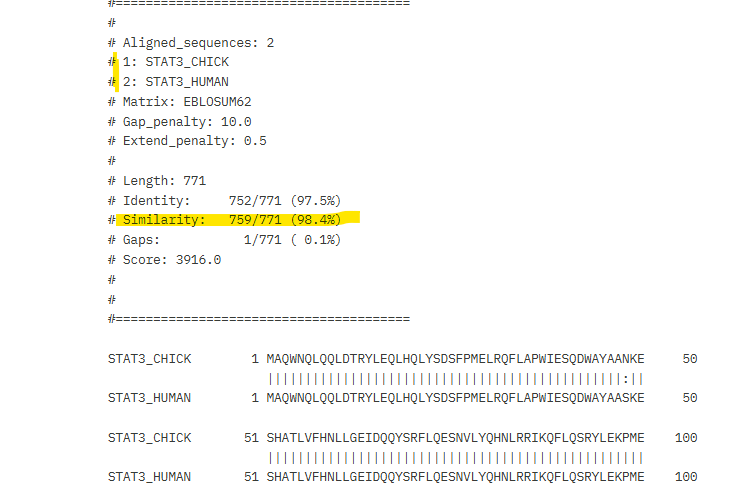 #=======================================
#
# Aligned_sequences: 2
# 1: STAT3_CHICK
# 2: STAT3_HUMAN
# Matrix: EBLOSUM62
# Gap_penalty: 10.0
# Extend_penalty: 0.5
#
# Length: 771
# Identity:     752/771 (97.5%)
# Similarity:   759/771 (98.4%)
# Gaps:           1/771 ( 0.1%)
# Score: 3916.0
#
#
#=======================================
STAT3_CHICK        1 MAQWNQLQQLDTRYLEQLHQLYSDSFPMELRQFLAPWIESQDWAYAANKE     50
                     |||||||||||||||||||||||||||||||||||||||||||||||:||
STAT3_HUMAN        1 MAQWNQLQQLDTRYLEQLHQLYSDSFPMELRQFLAPWIESQDWAYAASKE     50
STAT3_CHICK       51 SHATLVFHNLLGEIDQQYSRFLQESNVLYQHNLRRIKQFLQSRYLEKPME    100
                     ||||||||||||||||||||||||||||||||||||||||||||||||||
STAT3_HUMAN       51 SHATLVFHNLLGEIDQQYSRFLQESNVLYQHNLRRIKQFLQSRYLEKPME    100